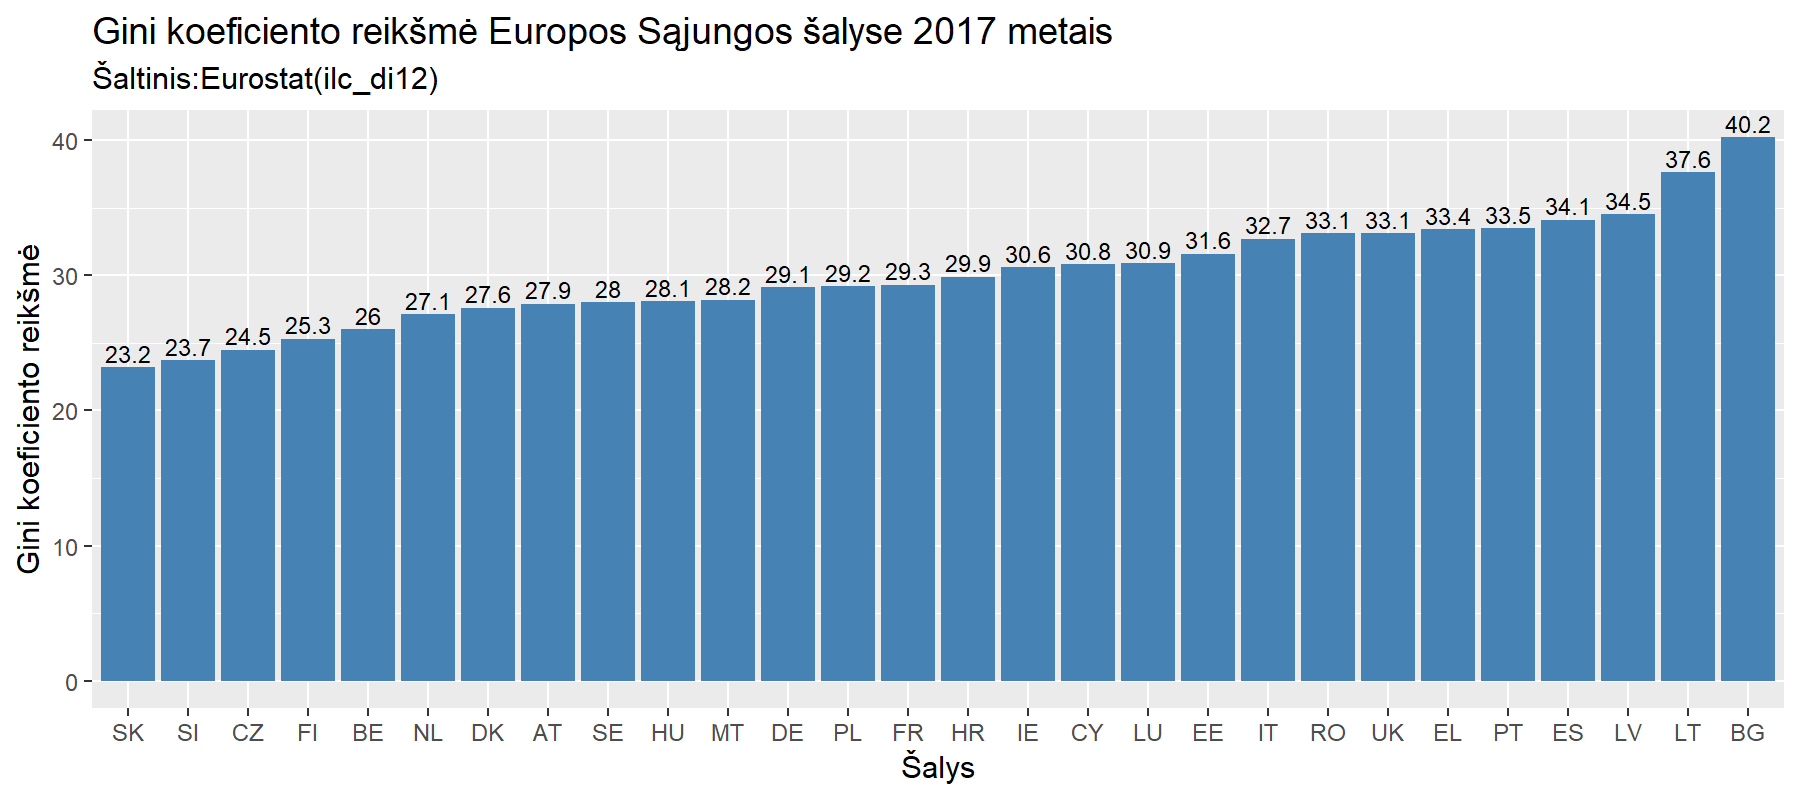 Gini koeficiento reikšmė Europos Sąjungos šalyse 2017 metais
Šaltinis:Eurostat(ilc_di12)
Gini koeficiento reikšmė
40
30
20
10
0
23.2 23.7 24.5 25.3 26 27.1 27.6 27.9 28 28.1 28.2 29.1 29.2 29.3 29.9 30.6 30.8 30.9 31.6 32.7 33.1 33.1 33.4 33.5 34.1 34.5 37.6 40.2
SK SI CZ FI BE NL DK AT SE HU MT DE PL FR HR IE CY LU EE IT RO UK EL PT ES LV LT BG
Šalys